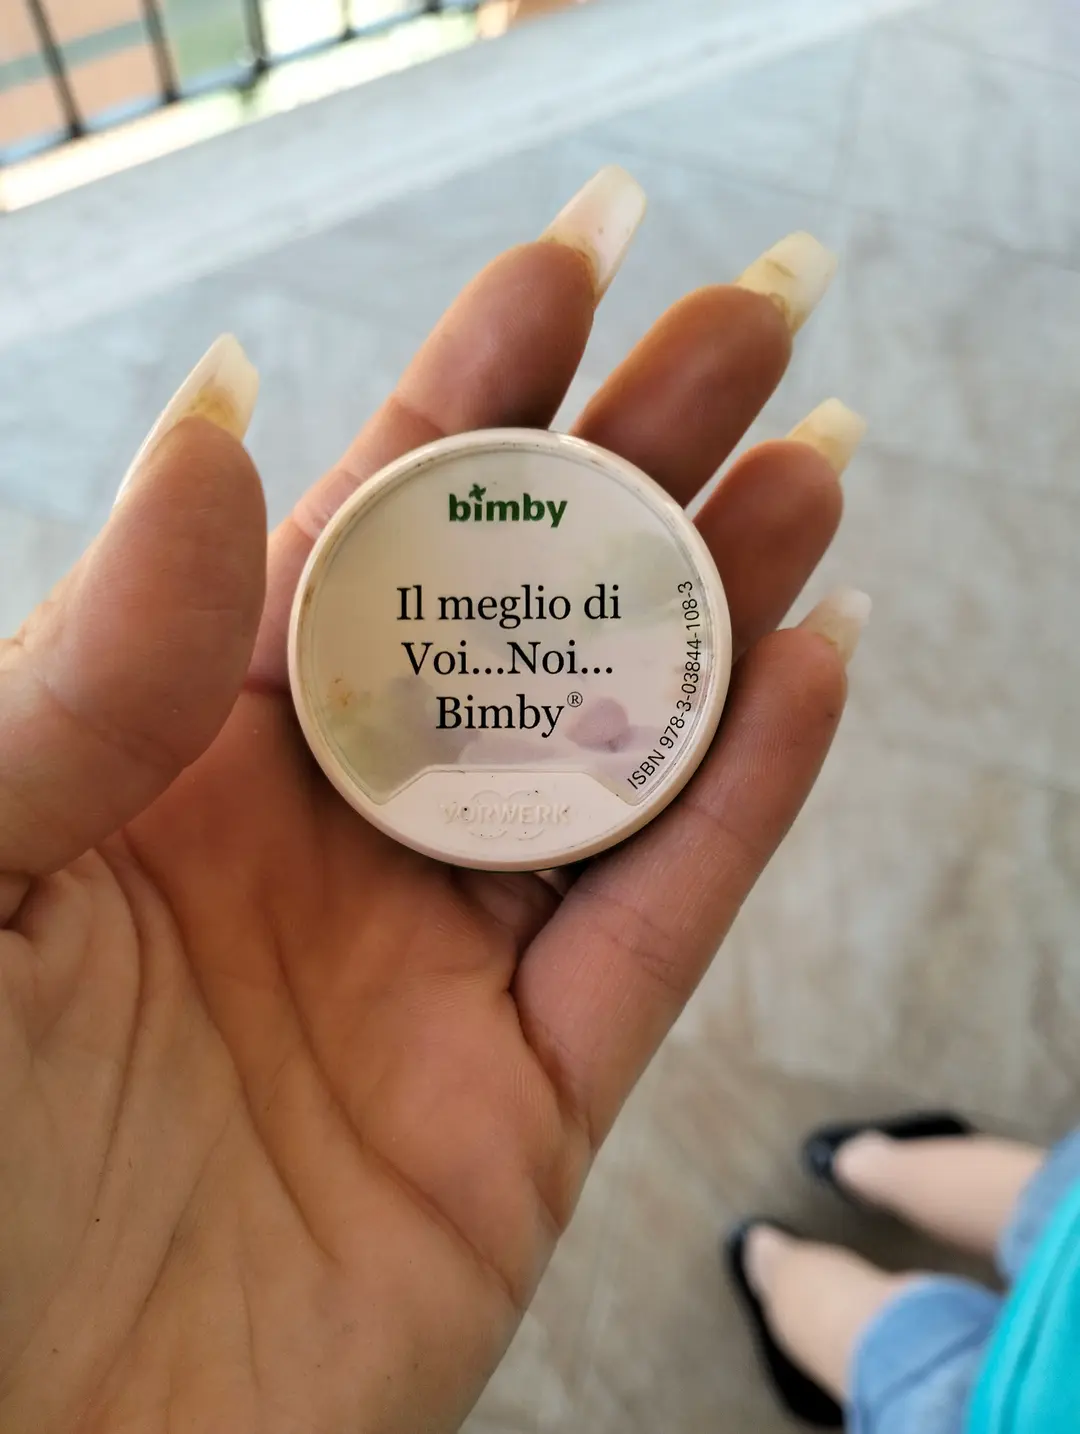 bimby
Il meglio di
Voi...Noi...
Bimby®
ISBN 978-3-03844-108-3
VORWERK